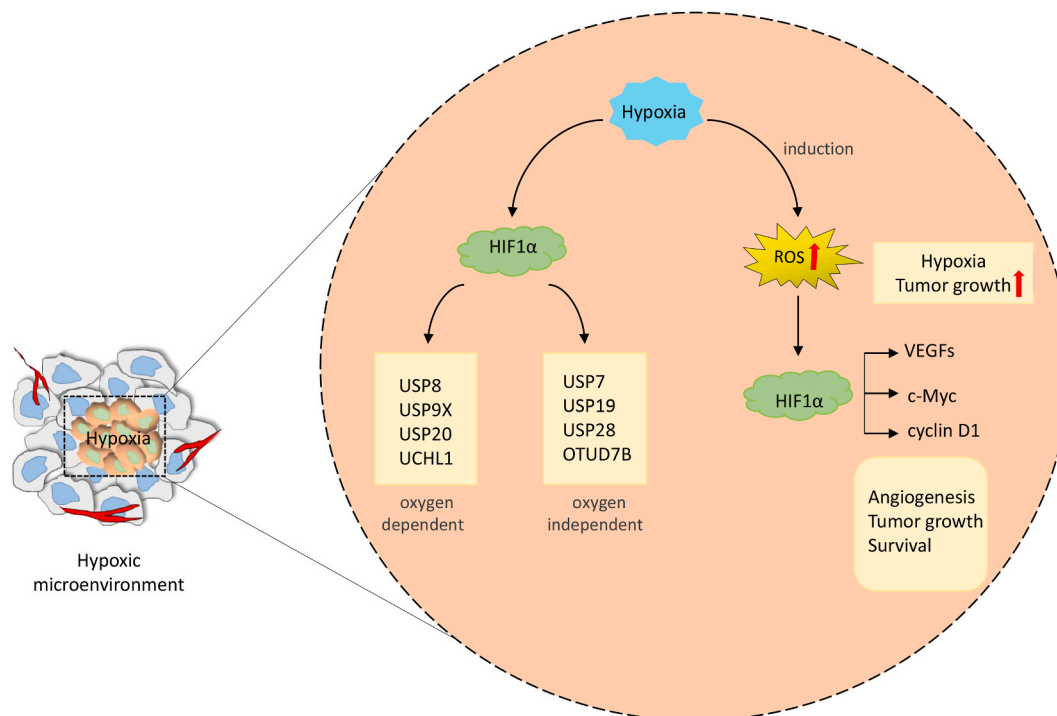 Hypoxia
induction
HIF1α
ROS
Hypoxia
Tumor growth
USP8
USP9X
USP20
UCHL1
oxygen
dependent
USP7
USP19
USP28
OTUD7B
oxygen
independent
HIF1α
VEGFs
c-Myc
cyclin D1
Angiogenesis
Tumor growth
Survival
Hypoxia
Hypoxic
microenvironment